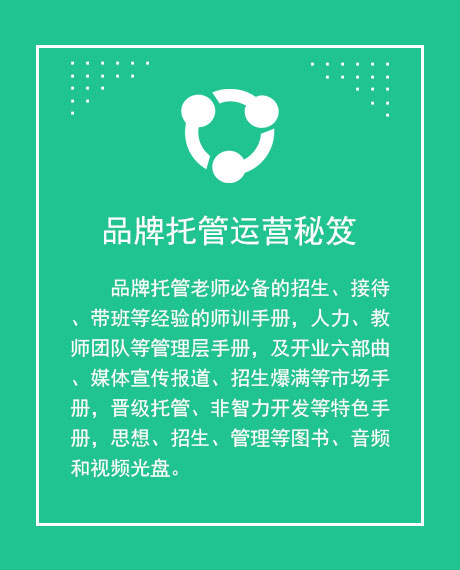 品牌托管运营秘笈
品牌托管老师必备的招生、接待
、带班等经验的师训手册，人力、教
师团队等管理层手册，及开业六部曲
、媒体宣传报道、招生爆满等市场手
册，晋级托管、非智力开发等特色手
册，思想、招生、管理等图书、音频
和视频光盘。